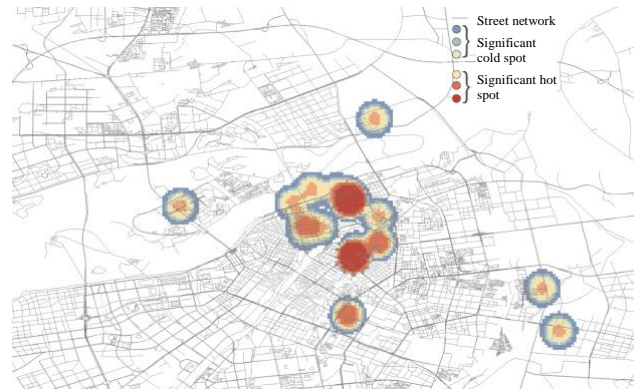 Street network
Significant
cold spot
Significant hot
spot